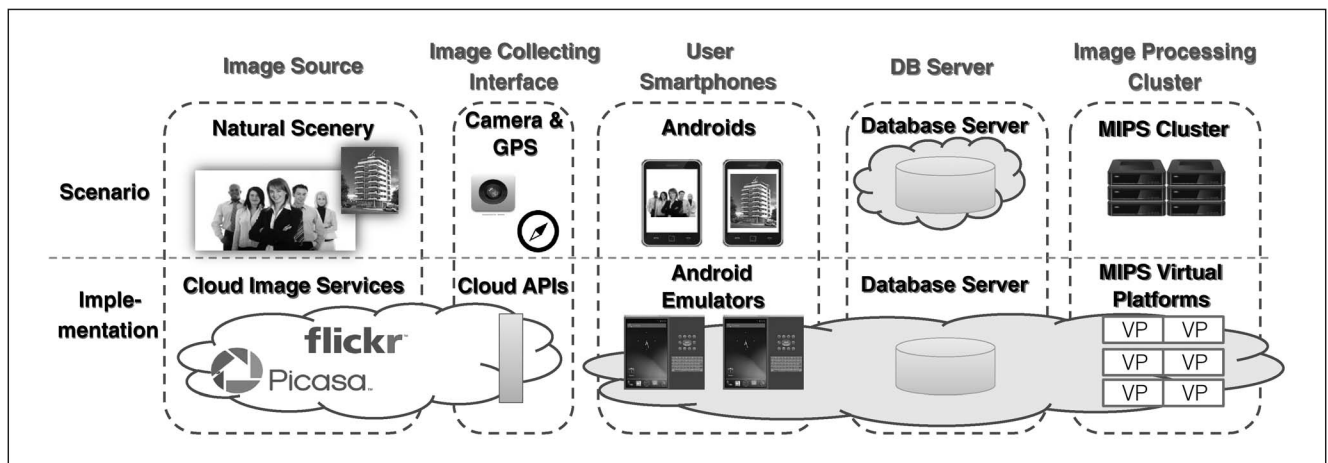 Image Source
Image Collecting
Interface
User
Smartphones
DB Server
Image Processing
Cluster
Scenario
Natural Scenery
Camera &
GPS
Androids
Database Server
MIPS Cluster
Imple-
mentation
Cloud Image Services
flickr
Picasa
Cloud APIs
Android
Emulators
Database Server
MIPS Virtual
Platforms
VP VP
VP VP
VP VP